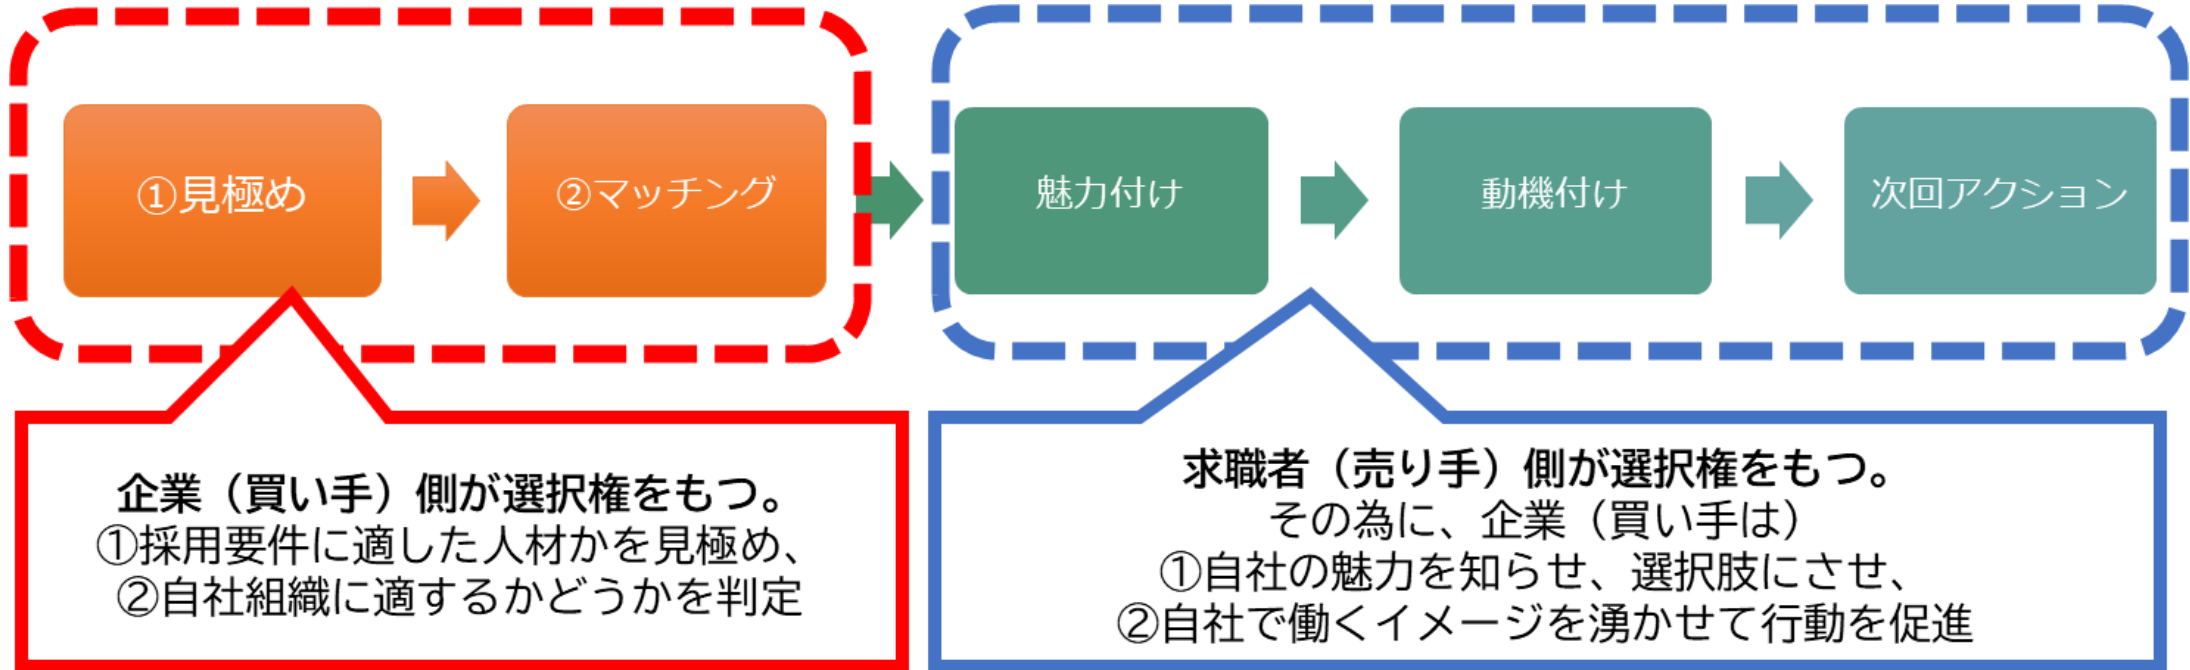 ①見極め
②マッチング
魅力付け
動機付け
次回アクション
企業（買い手）側が選択権をもつ。
①採用要件に適した人材かを見極め、
②自社組織に適するかどうかを判定
求職者（売り手）側が選択権をもつ。
その為に、企業（買い手は）
①自社の魅力を知らせ、選択肢にさせ、
②自社で働くイメージを湧かせて行動を促進